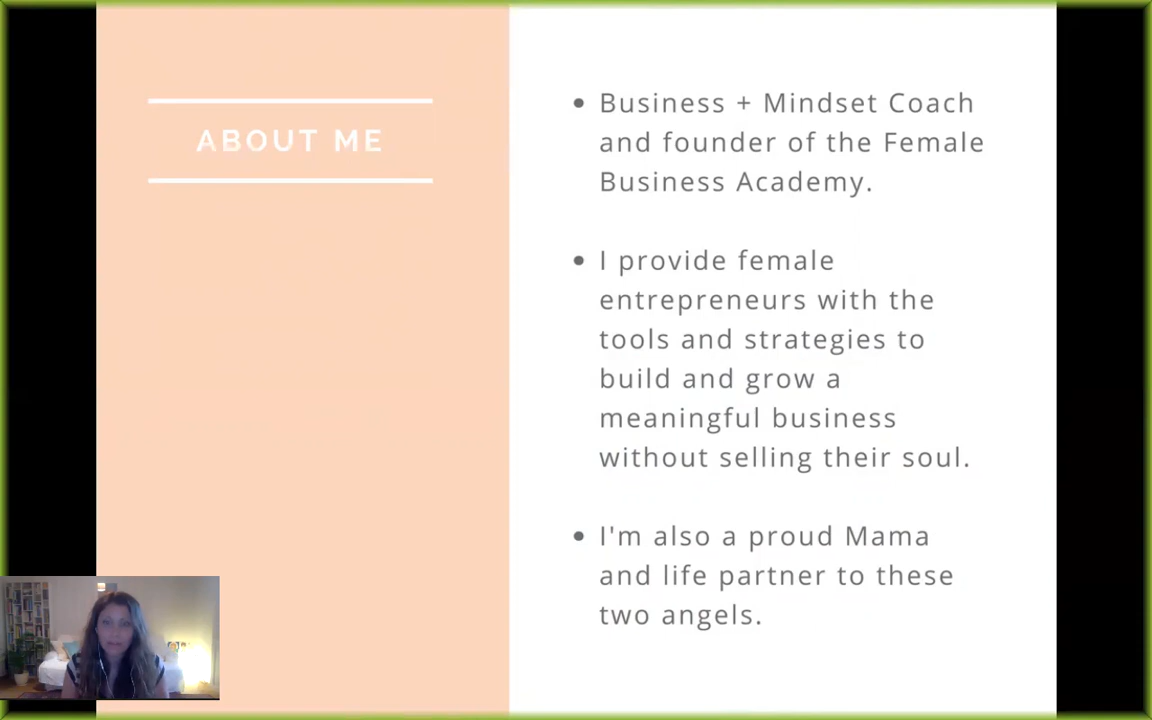 ABOUT ME
• Business + Mindset Coach
and founder of the Female
Business Academy.
• I provide female
entrepreneurs with the
tools and strategies to
build and grow a
meaningful business
without selling their soul.
• I'm also a proud Mama
and life partner to these
two angels.